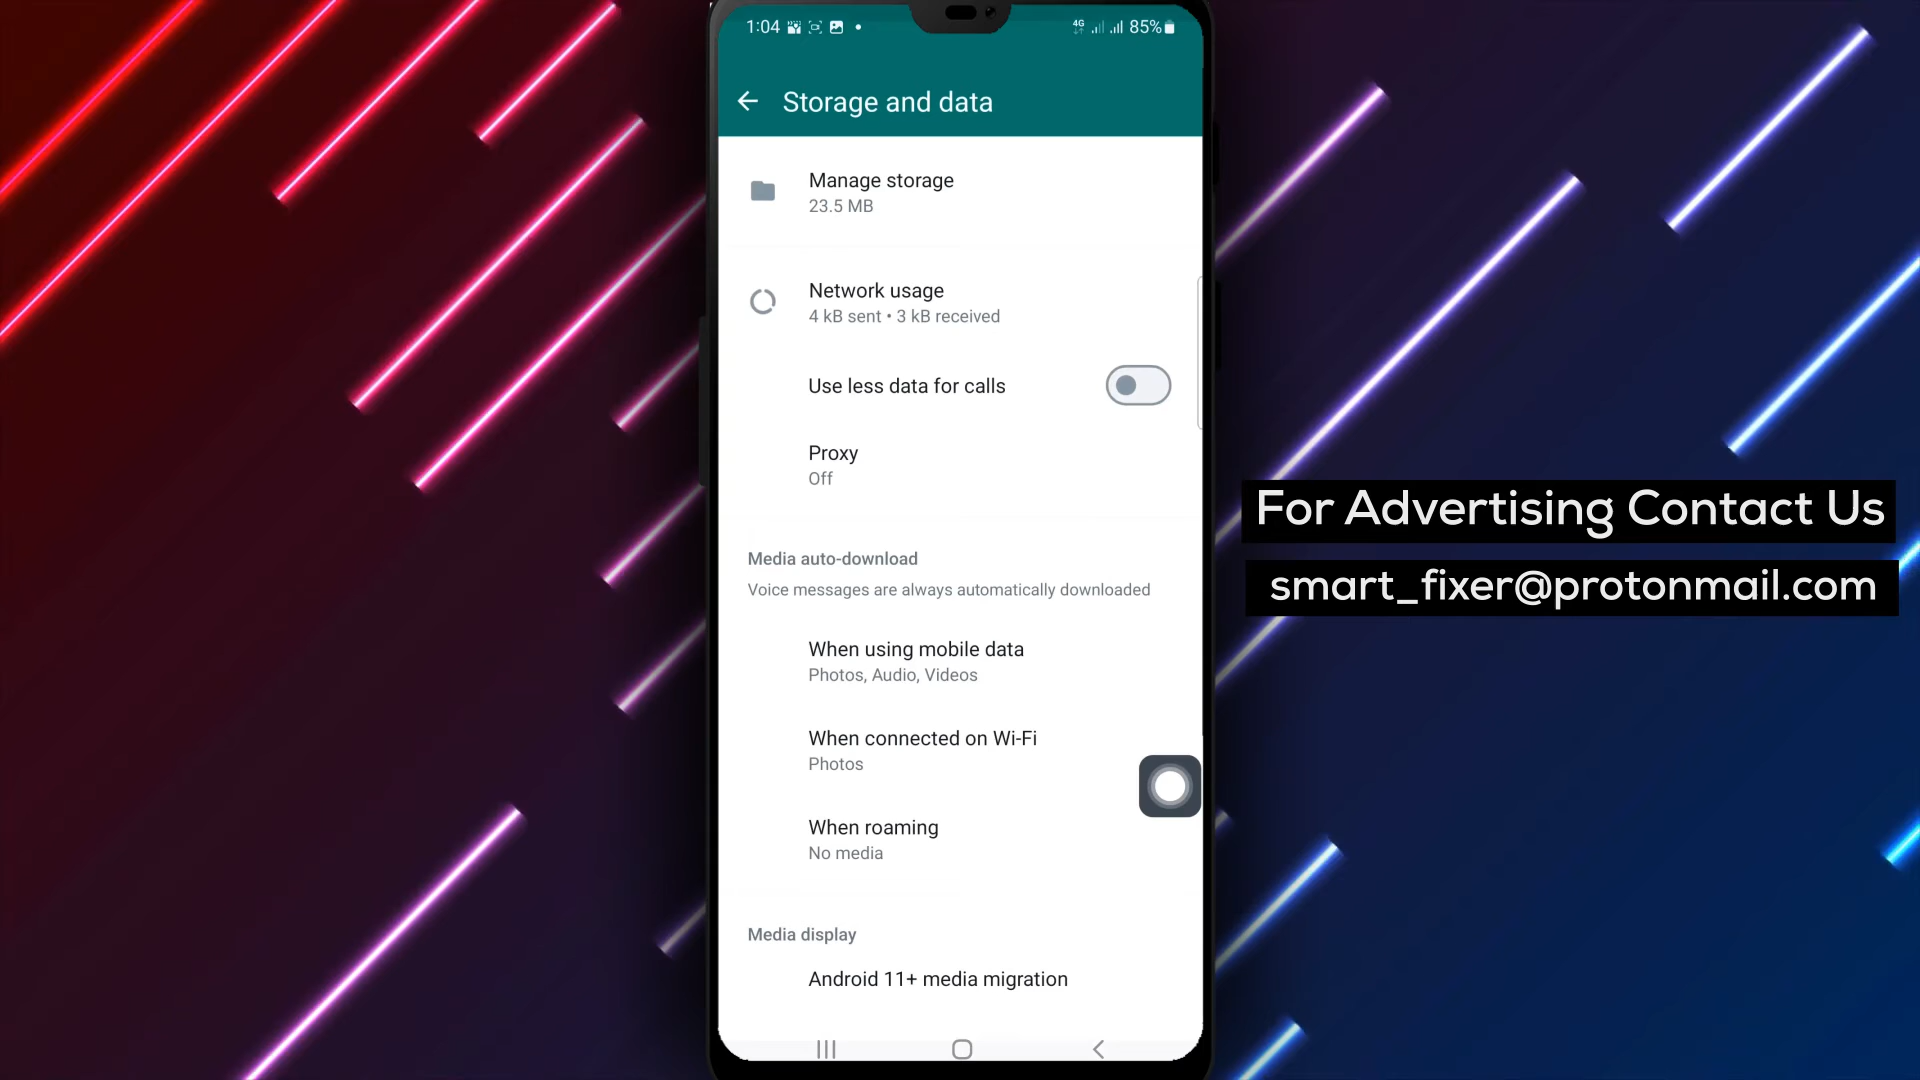 1:04
4G 85%
Storage and data
Manage storage
23.5 MB
Network usage
4 kB sent • 3 kB received
Use less data for calls
Proxy
Off
Media auto-download
Voice messages are always automatically downloaded
When using mobile data
Photos, Audio, Videos
When connected on Wi-Fi
Photos
When roaming
No media
Media display
Android 11+ media migration
For Advertising Contact Us
smart_fixer@protonmail.com